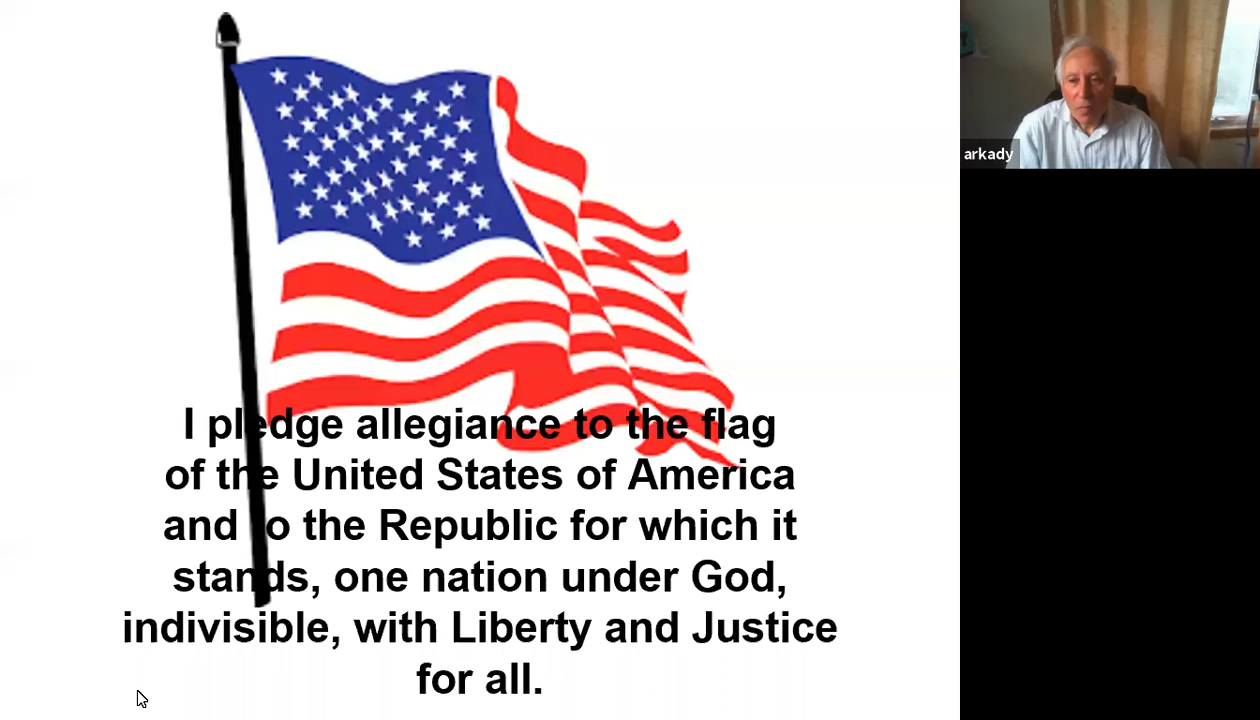 I pledge allegiance to the flag
of the United States of America
and to the Republic for which it
stands, one nation under God,
indivisible, with Liberty and Justice
for all.
arkady